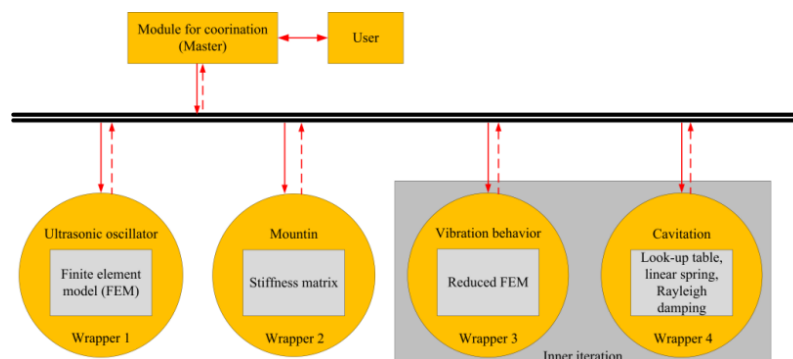 Module for coorination
(Master)
User
Ultrasonic oscillator
Finite element
model (FEM)
Wrapper 1
Mountin
Stiffness matrix
Wrapper 2
Vibration behavior
Reduced FEM
Wrapper 3
Cavitation
Look-up table,
linear spring,
Rayleigh
damping
Wrapper 4
Inner iteration